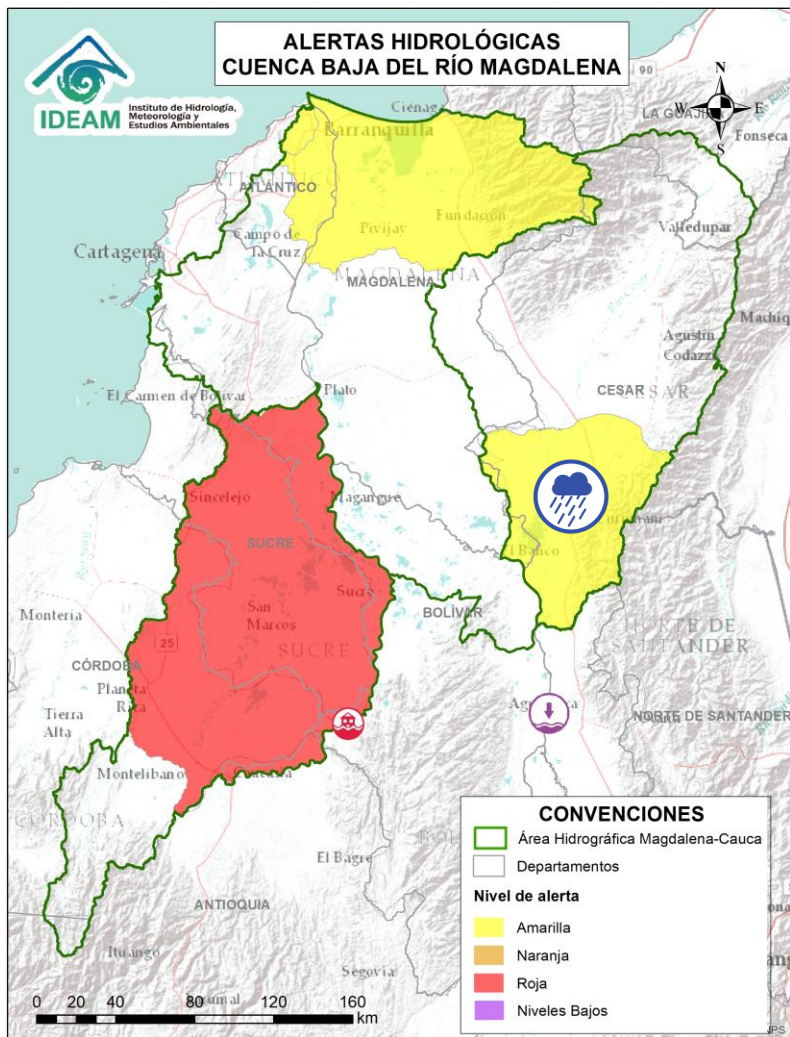 ALERTAS HIDROLÓGICAS
CUENCA BAJA DEL RÍO MAGDALENA
IDEAM
Instituto de Hidrología,
Meteorología y
Estudios Ambientales
90
N
W E
S
LA GUAJIRA
Fonseca
Ciénaga
Barranquilla
ATLÁNTICO
Pivijay
Fundación
Valledupar
Campo de
la Cruz
Cartagena
MAGDALENA
MAGDALENA
Agustín
Codazzi
CESAR
CESAR
El Carmen de Bolívar
Plato
Sincelejo
Magangué
SUCRE
El Banco
Sucre
San
Marcos
BOLÍVAR
Montería
SUCRE
NORTE DE
SANTANDER
25
CÓRDOBA
Planeta
Rica
Tierra
Alta
NORTE DE SANTANDER
Montelíbano
CÓRDOBA
El Bagre
ANTIOQUIA
Ituango
Segovia
0 20 40 80 120 160
km
CONVENCIONES
Área Hidrográfica Magdalena-Cauca
Departamentos
Nivel de alerta
Amarilla
Naranja
Roja
Niveles Bajos